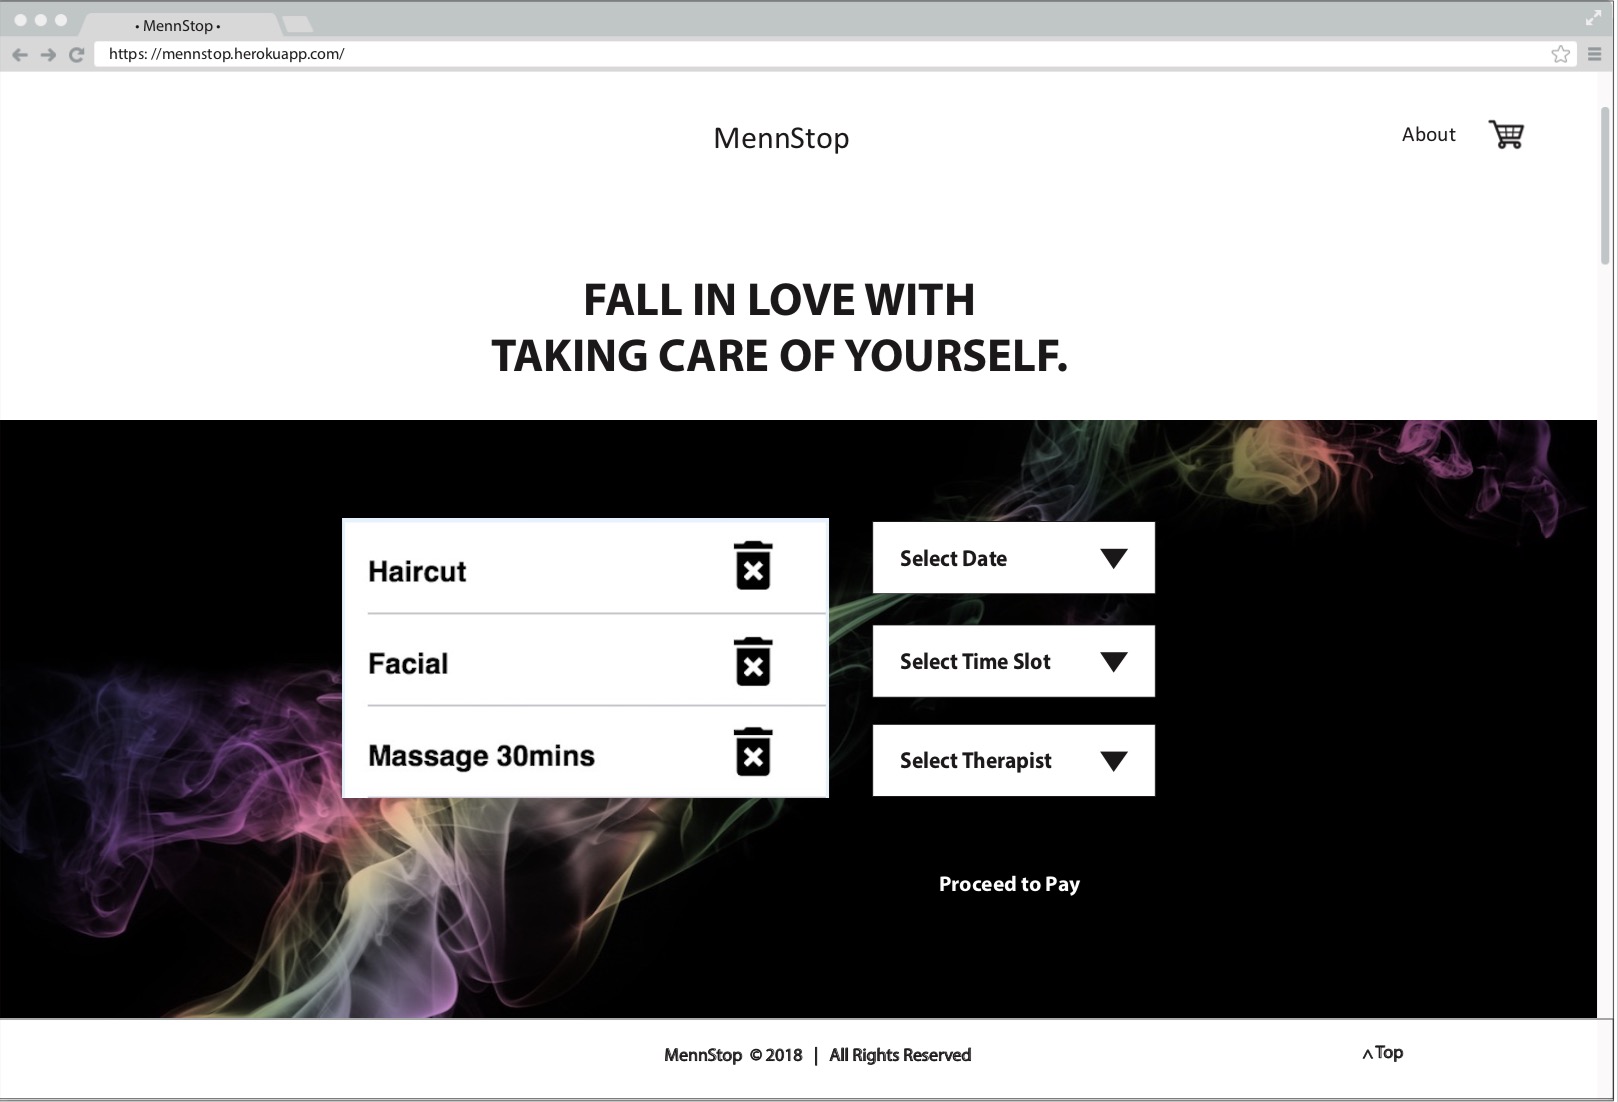 • MennStop •
https: //mennstop.herokuapp.com/
MennStop
About
FALL IN LOVE WITH
TAKING CARE OF YOURSELF.
Haircut
Facial
Massage 30mins
Select Date
Select Time Slot
Select Therapist
Proceed to Pay
MennStop © 2018 | All Rights Reserved
^ Top